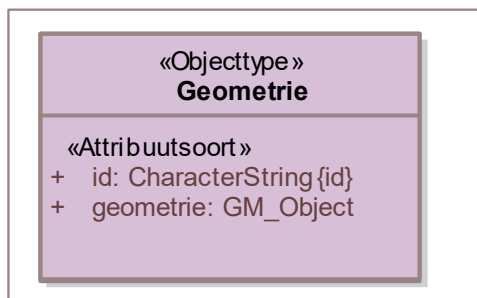 «Objecttype»
Geometrie
«Attribuutsoort»
+ id: CharacterString {id}
+ geometrie: GM_Object